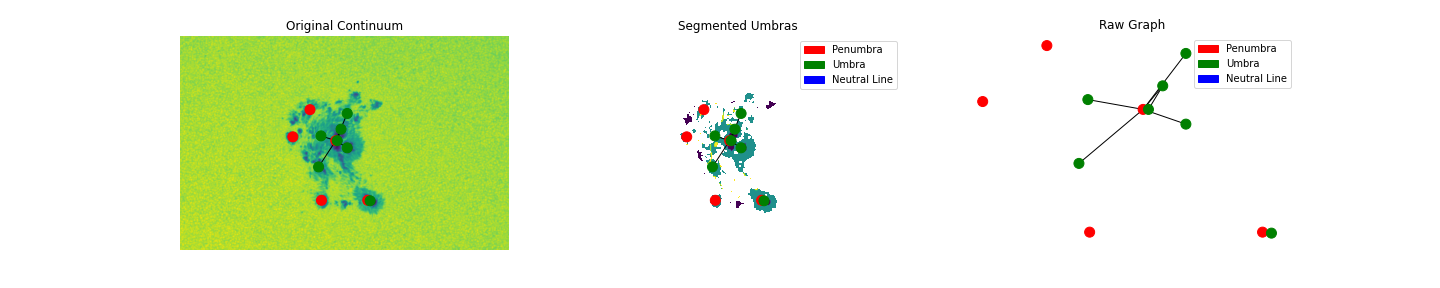 Original Continuum
Segmented Umbras
Penumbra
Umbra
Neutral Line
Raw Graph
Penumbra
Umbra
Neutral Line